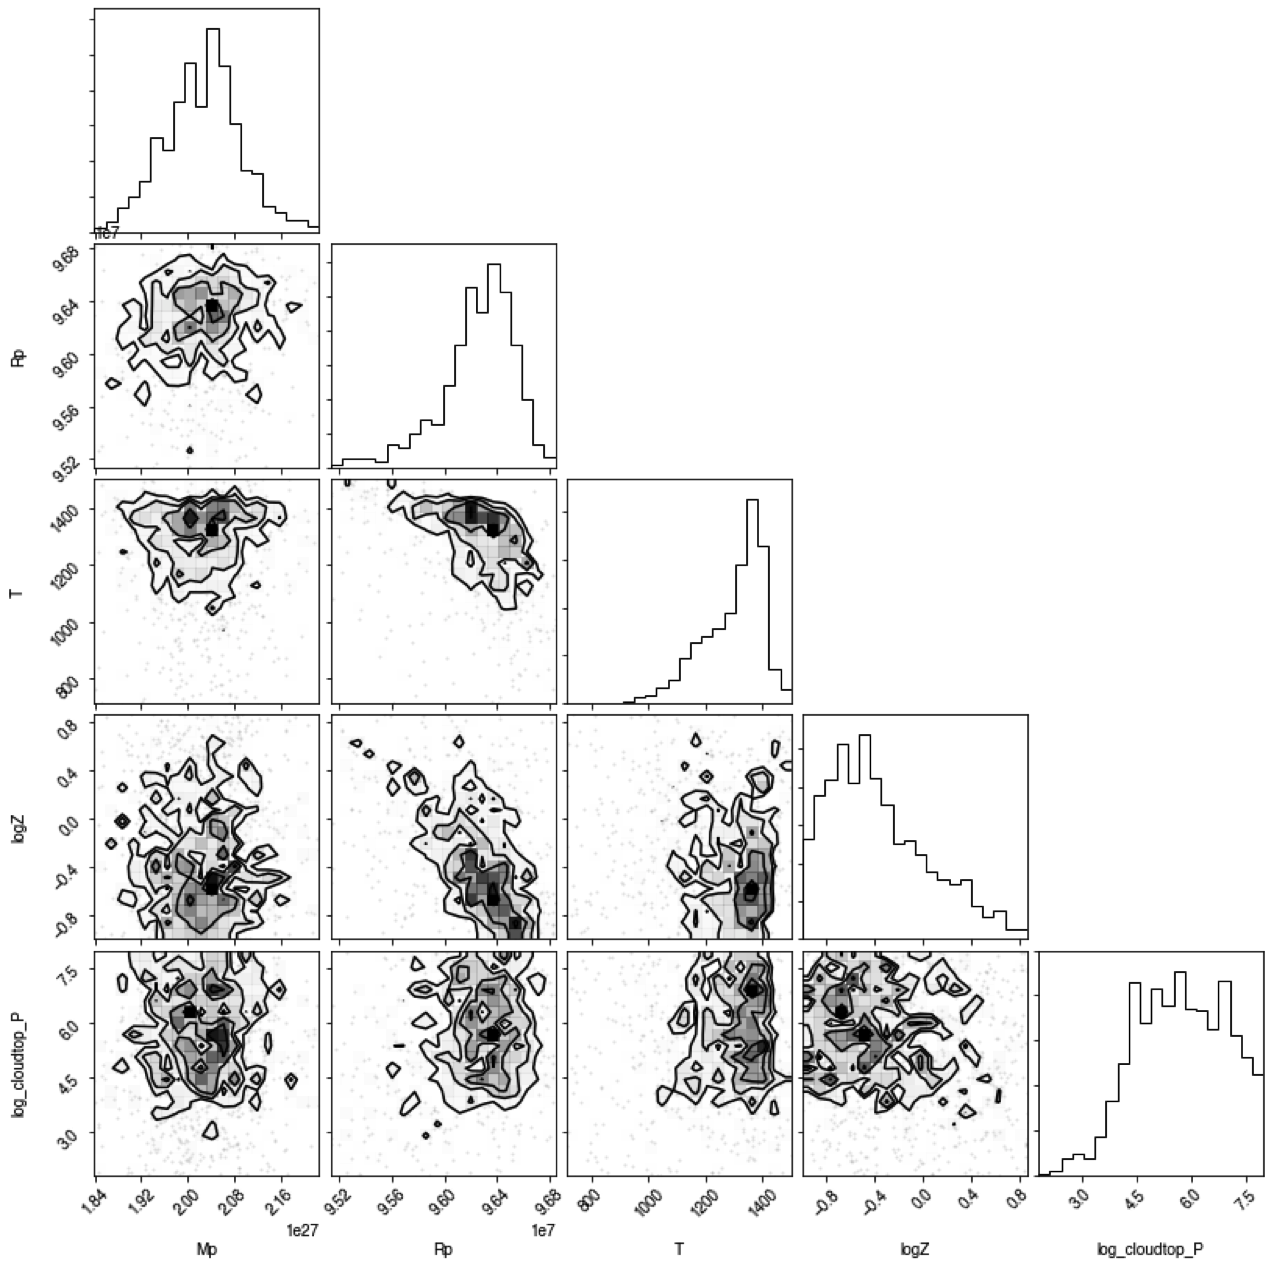 1e7
9.68
9.64
9.60
9.56
9.52
Rp
1400
1200
1000
800
T
0.8
0.4
0.0
−0.4
−0.8
logZ
7.5
6.0
4.5
3.0
log_cloudtop_P
1.84 1.92 2.00 2.08 2.16
1e27
Mp
9.52 9.56 9.60 9.64 9.68
1e7
Rp
800 1000 1200 1400
T
−0.8 −0.4 0.0 0.4 0.8
logZ
3.0 4.5 6.0 7.5
log_cloudtop_P